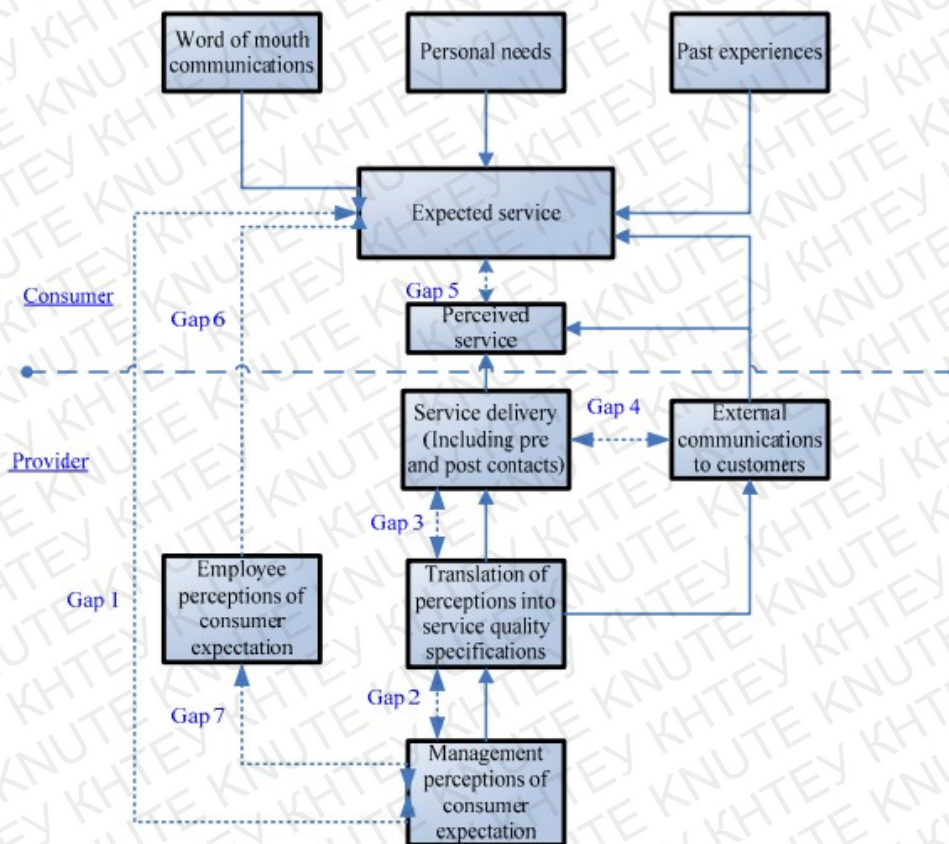 Word of mouth
communications
Personal needs
Past experiences
Expected service
Gap 5
Consumer
Gap 6
Perceived
service
Service delivery
(Including pre
and post contacts)
Gap 4
External
communications
to customers
Provider
Gap 3
Employee
perceptions of
consumer
expectation
Gap 1
Translation of
perceptions into
service quality
specifications
Gap 2
Gap 7
Management
perceptions of
consumer
expectation
KNUTE КНТЕУ